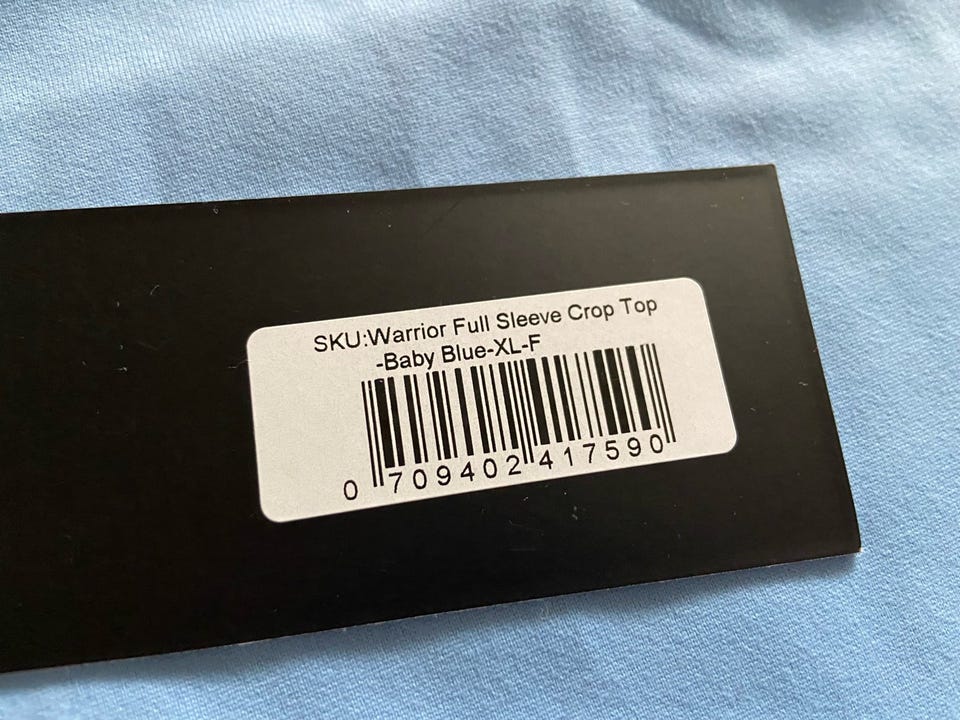 SKU:Warrior Full Sleeve Crop Top
-Baby Blue-XL-F
0 709402 417590